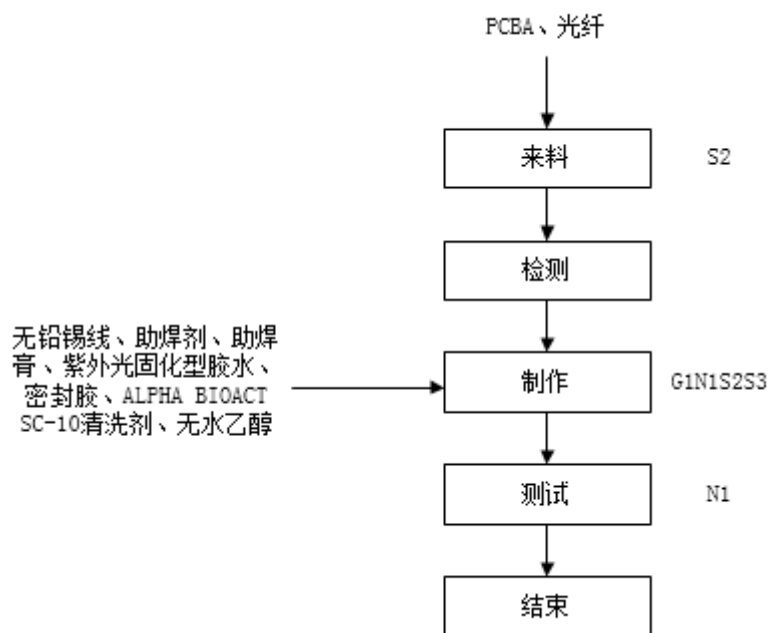 PCBA、光纤
来料
S2
检测
无铅锡线、助焊剂、助焊
膏、紫外光固化型胶水、
密封胶、ALPHA BIOACT
SC-10清洗剂、无水乙醇
制作
G1N1S2S3
测试
N1
结束